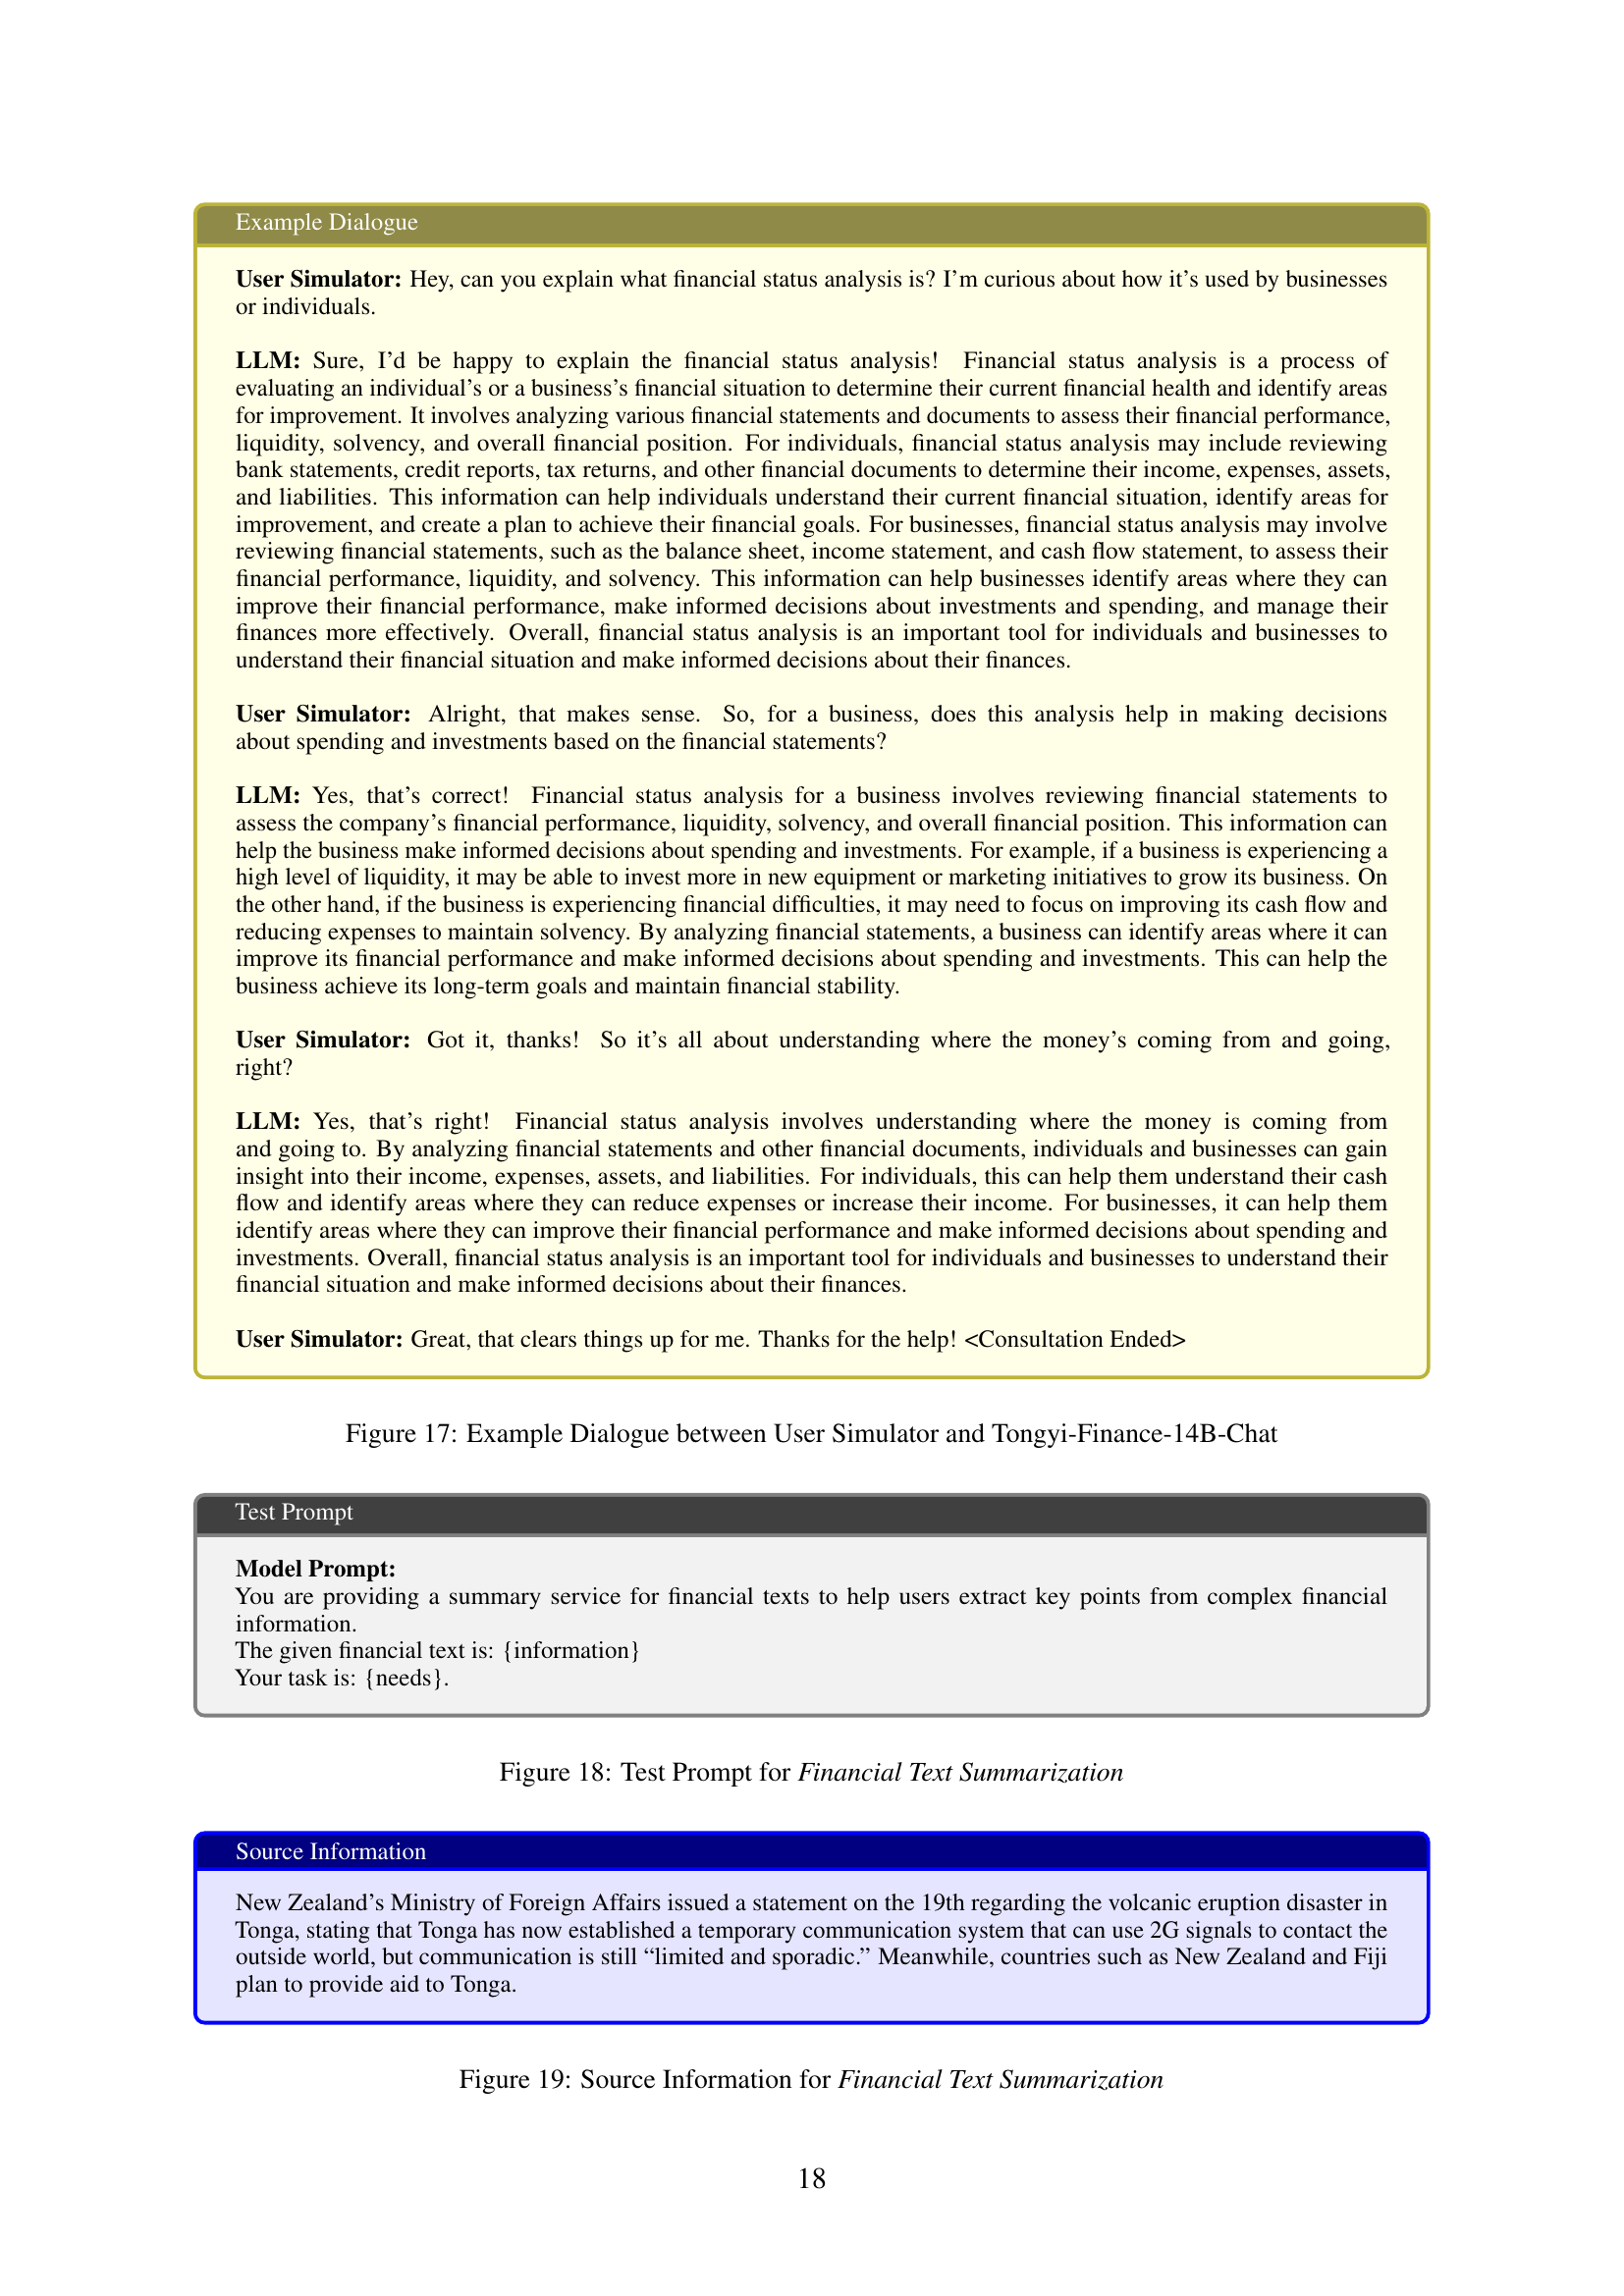 Example Dialogue
User Simulator: Hey, can you explain what financial status analysis is? I'm curious about how it's used by businesses
or individuals.
LLM: Sure, I'd be happy to explain the financial status analysis! Financial status analysis is a process of
evaluating an individual's or a business's financial situation to determine their current financial health and identify areas
for improvement. It involves analyzing various financial statements and documents to assess their financial performance,
liquidity, solvency, and overall financial position. For individuals, financial status analysis may include reviewing
bank statements, credit reports, tax returns, and other financial documents to determine their income, expenses, assets,
and liabilities. This information can help individuals understand their current financial situation, identify areas for
improvement, and create a plan to achieve their financial goals. For businesses, financial status analysis may involve
reviewing financial statements, such as the balance sheet, income statement, and cash flow statement, to assess their
financial performance, liquidity, and solvency. This information can help businesses identify areas where they can
improve their financial performance, make informed decisions about investments and spending, and manage their
finances more effectively. Overall, financial status analysis is an important tool for individuals and businesses to
understand their financial situation and make informed decisions about their finances.
User Simulator: Alright, that makes sense. So, for a business, does this analysis help in making decisions
about spending and investments based on the financial statements?
LLM: Yes, that's correct! Financial status analysis for a business involves reviewing financial statements to
assess the company's financial performance, liquidity, solvency, and overall financial position. This information can
help the business make informed decisions about spending and investments. For example, if a business is experiencing a
high level of liquidity, it may be able to invest more in new equipment or marketing initiatives to grow its business. On
the other hand, if the business is experiencing financial difficulties, it may need to focus on improving its cash flow and
reducing expenses to maintain solvency. By analyzing financial statements, a business can identify areas where it can
improve its financial performance and make informed decisions about spending and investments. This can help the
business achieve its long-term goals and maintain financial stability.
User Simulator: Got it, thanks! So it's all about understanding where the money's coming from and going,
right?
LLM: Yes, that's right! Financial status analysis involves understanding where the money is coming from
and going to. By analyzing financial statements and other financial documents, individuals and businesses can gain
insight into their income, expenses, assets, and liabilities. For individuals, this can help them understand their cash
flow and identify areas where they can reduce expenses or increase their income. For businesses, it can help them
identify areas where they can improve their financial performance and make informed decisions about spending and
investments. Overall, financial status analysis is an important tool for individuals and businesses to understand their
financial situation and make informed decisions about their finances.
User Simulator: Great, that clears things up for me. Thanks for the help! <Consultation Ended>
Figure 17: Example Dialogue between User Simulator and Tongyi-Finance-14B-Chat
Test Prompt
Model Prompt:
You are providing a summary service for financial texts to help users extract key points from complex financial
information.
The given financial text is: {information}
Your task is: {needs}.
Figure 18: Test Prompt for Financial Text Summarization
Source Information
New Zealand's Ministry of Foreign Affairs issued a statement on the 19th regarding the volcanic eruption disaster in
Tonga, stating that Tonga has now established a temporary communication system that can use 2G signals to contact the
outside world, but communication is still “limited and sporadic.” Meanwhile, countries such as New Zealand and Fiji
plan to provide aid to Tonga.
Figure 19: Source Information for Financial Text Summarization
18